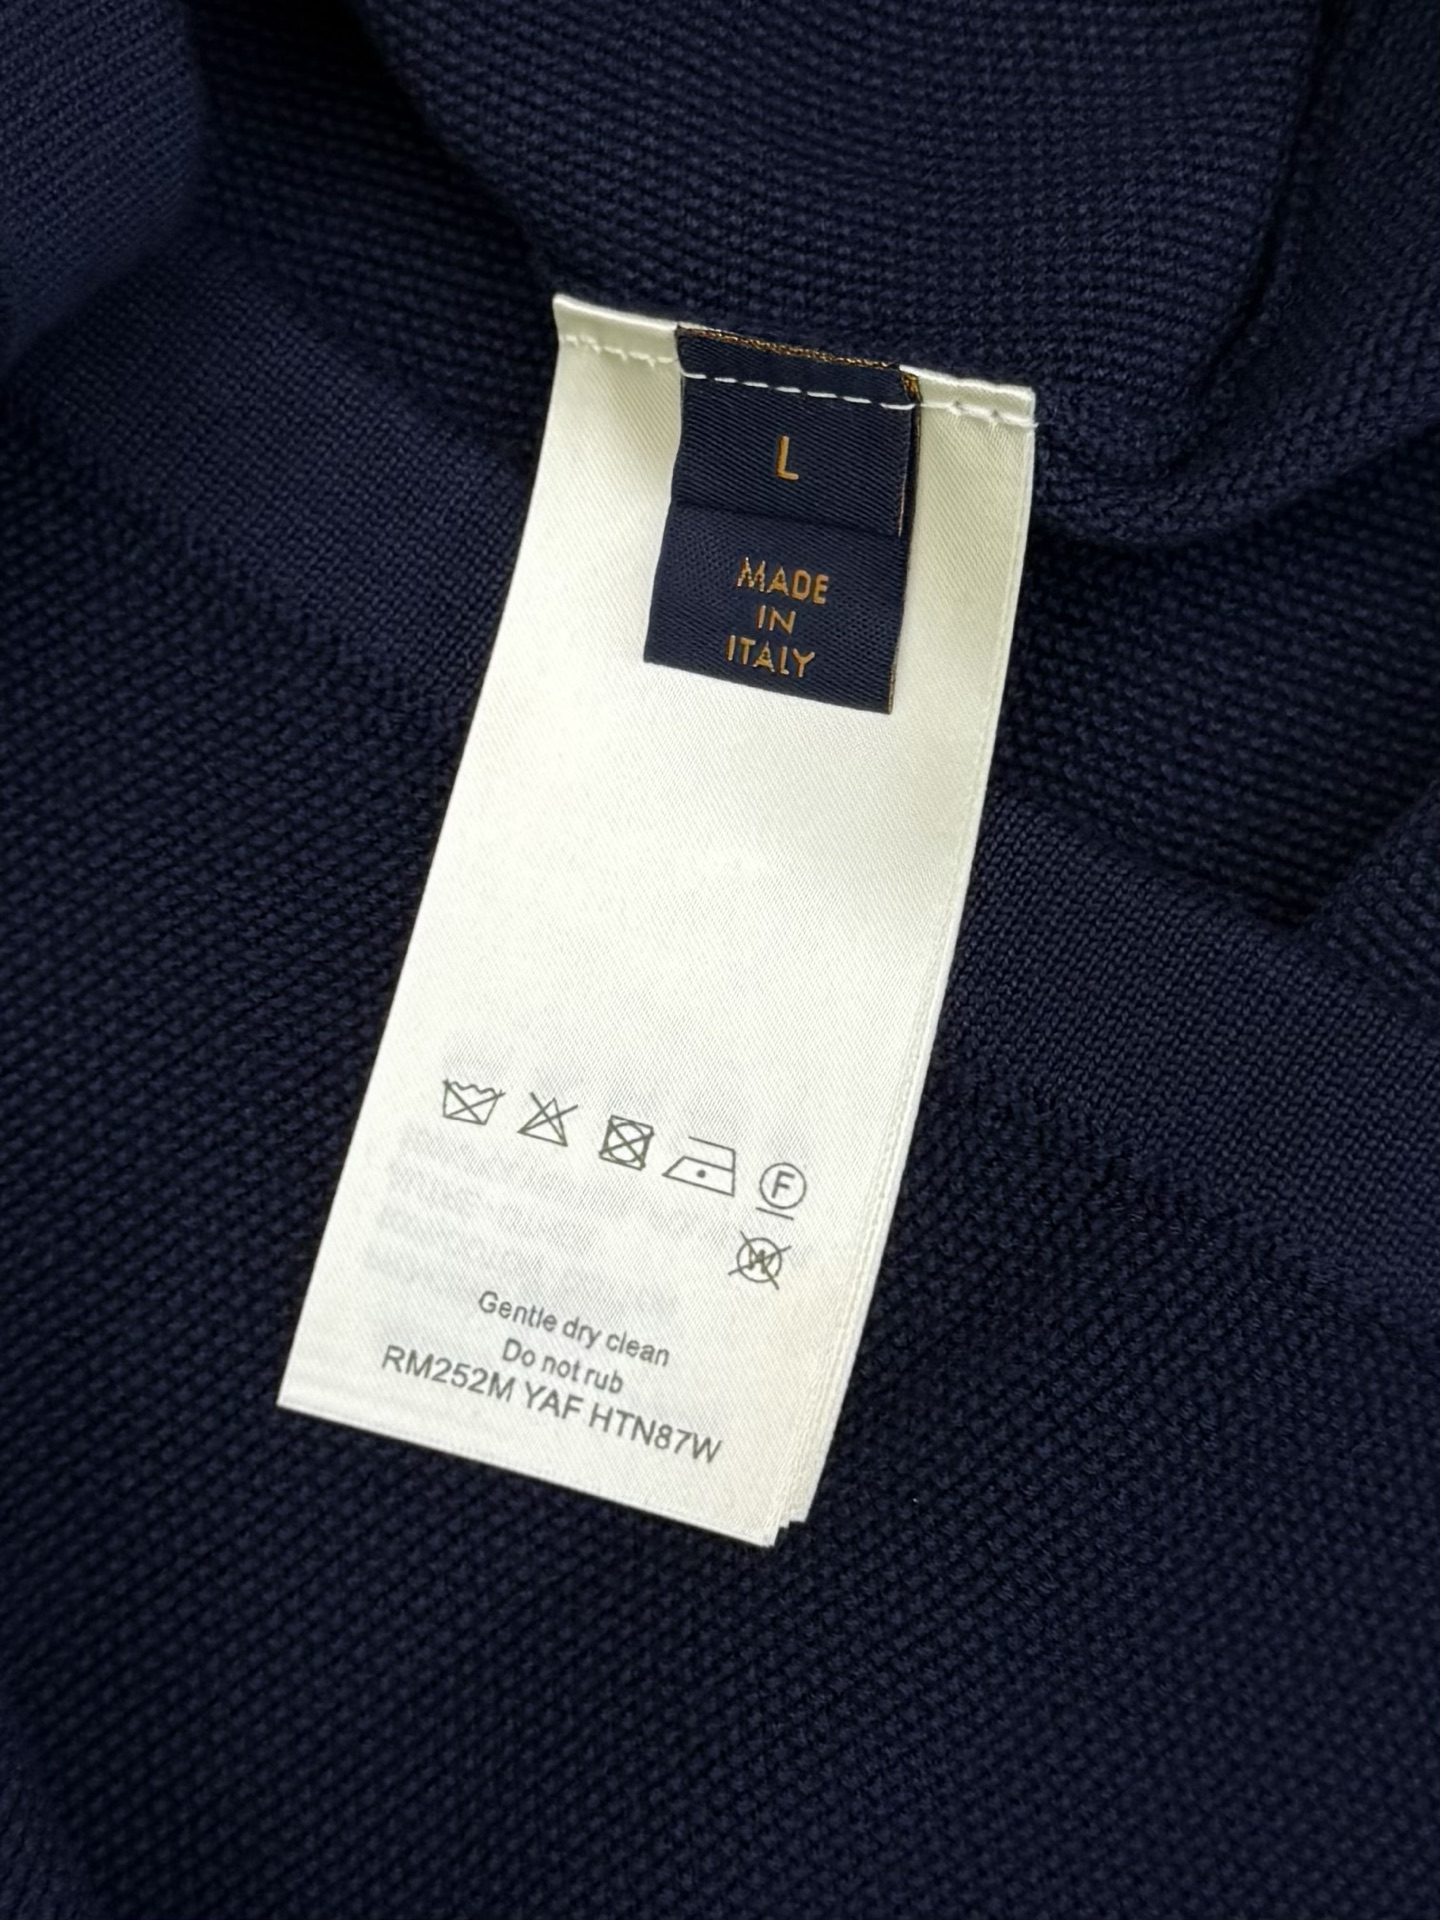 L
MADE
IN
ITALY
F
W
Gentle dry clean
Do not rub
RM252M YAF HTN87W